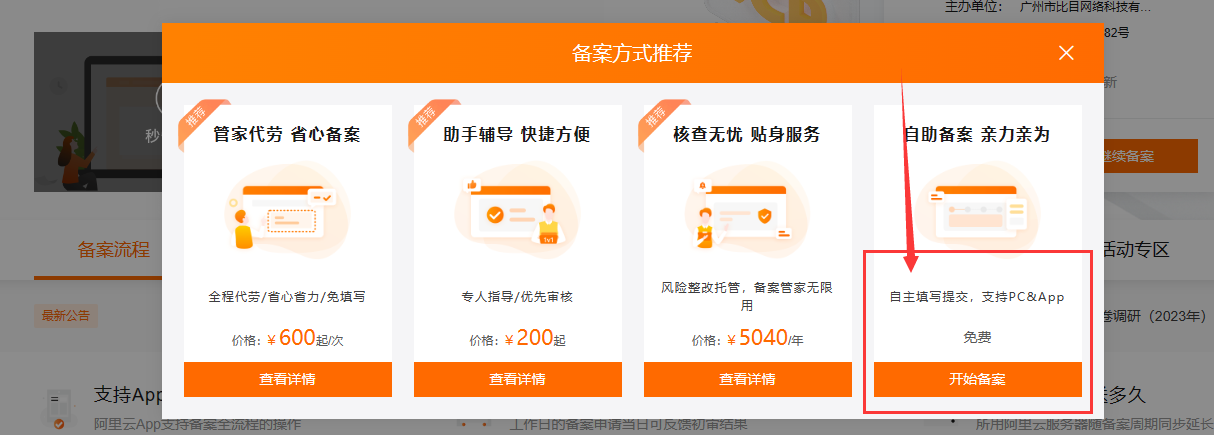 主办单位： 广州市比目网络科技有...
82号
备案方式推荐
新
秒
继续备案
推荐
管家代劳 省心备案
全程代劳/省心省力/免填写
价格：￥600起/次
查看详情
推荐
助手辅导 快捷方便
1v1
专人指导/优先审核
价格：￥200起
查看详情
推荐
核查无忧 贴身服务
风险整改托管，备案管家无限
用
价格：￥5040/年
查看详情
自助备案 亲力亲为
自主填写提交，支持PC&App
免费
开始备案
备案流程
活动专区
最新公告
卷调研（2023年）
支持App
多久
阿里云App支持备案全流程的操作
工作日的备案申请当日可反馈初审结果
所用阿里云服务器随备案周期同步延长